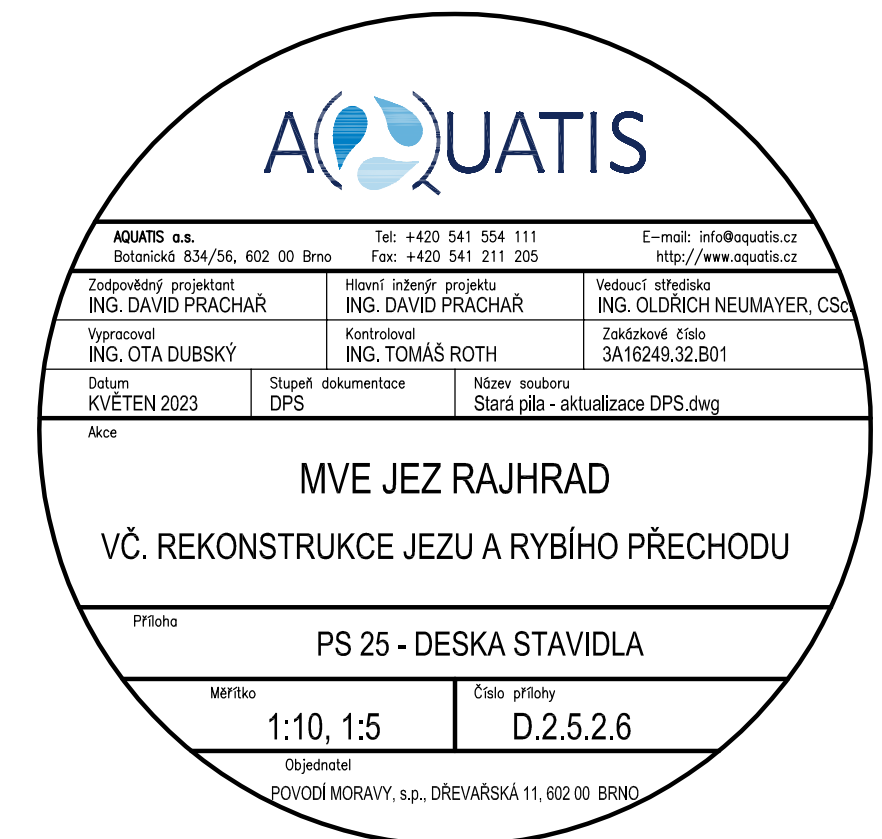 AQUATIS
AQUATIS a.s. Tel: +420 541 554 111 E-mail: info@aquatis.cz
Botanická 834/56, 602 00 Brno Fax: +420 541 211 205 http://www.aquatis.cz
Zodpovědný projektant Hlavní inženýr projektu Vedoucí střediska
ING. DAVID PRACHAŘ ING. DAVID PRACHAŘ ING. OLDŘICH NEUMAYER, CSc.
Vypracoval Kontroloval Zakázkové číslo
ING. OTA DUBSKÝ ING. TOMÁŠ ROTH 3A16249.32.B01
Datum Stupeň dokumentace Název souboru
KVĚTEN 2023 DPS Stará pila - aktualizace DPS.dwg
Akce
MVE JEZ RAJHRAD
VČ. REKONSTRUKCE JEZU A RYBÍHO PŘECHODU
Příloha
PS 25 - DESKA STAVIDLA
Měřítko Číslo přílohy
1:10, 1:5 D.2.5.2.6
Objednatel
POVODÍ MORAVY, s.p., DŘEVAŘSKÁ 11, 602 00 BRNO